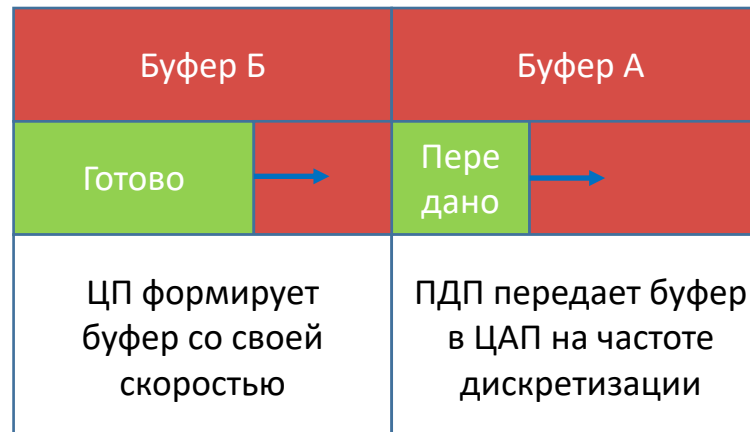 Буфер Б
Буфер А
Готово
Пере
дано
ЦП формирует
буфер со своей
скоростью
ПДП передает буфер
в ЦАП на частоте
дискретизации